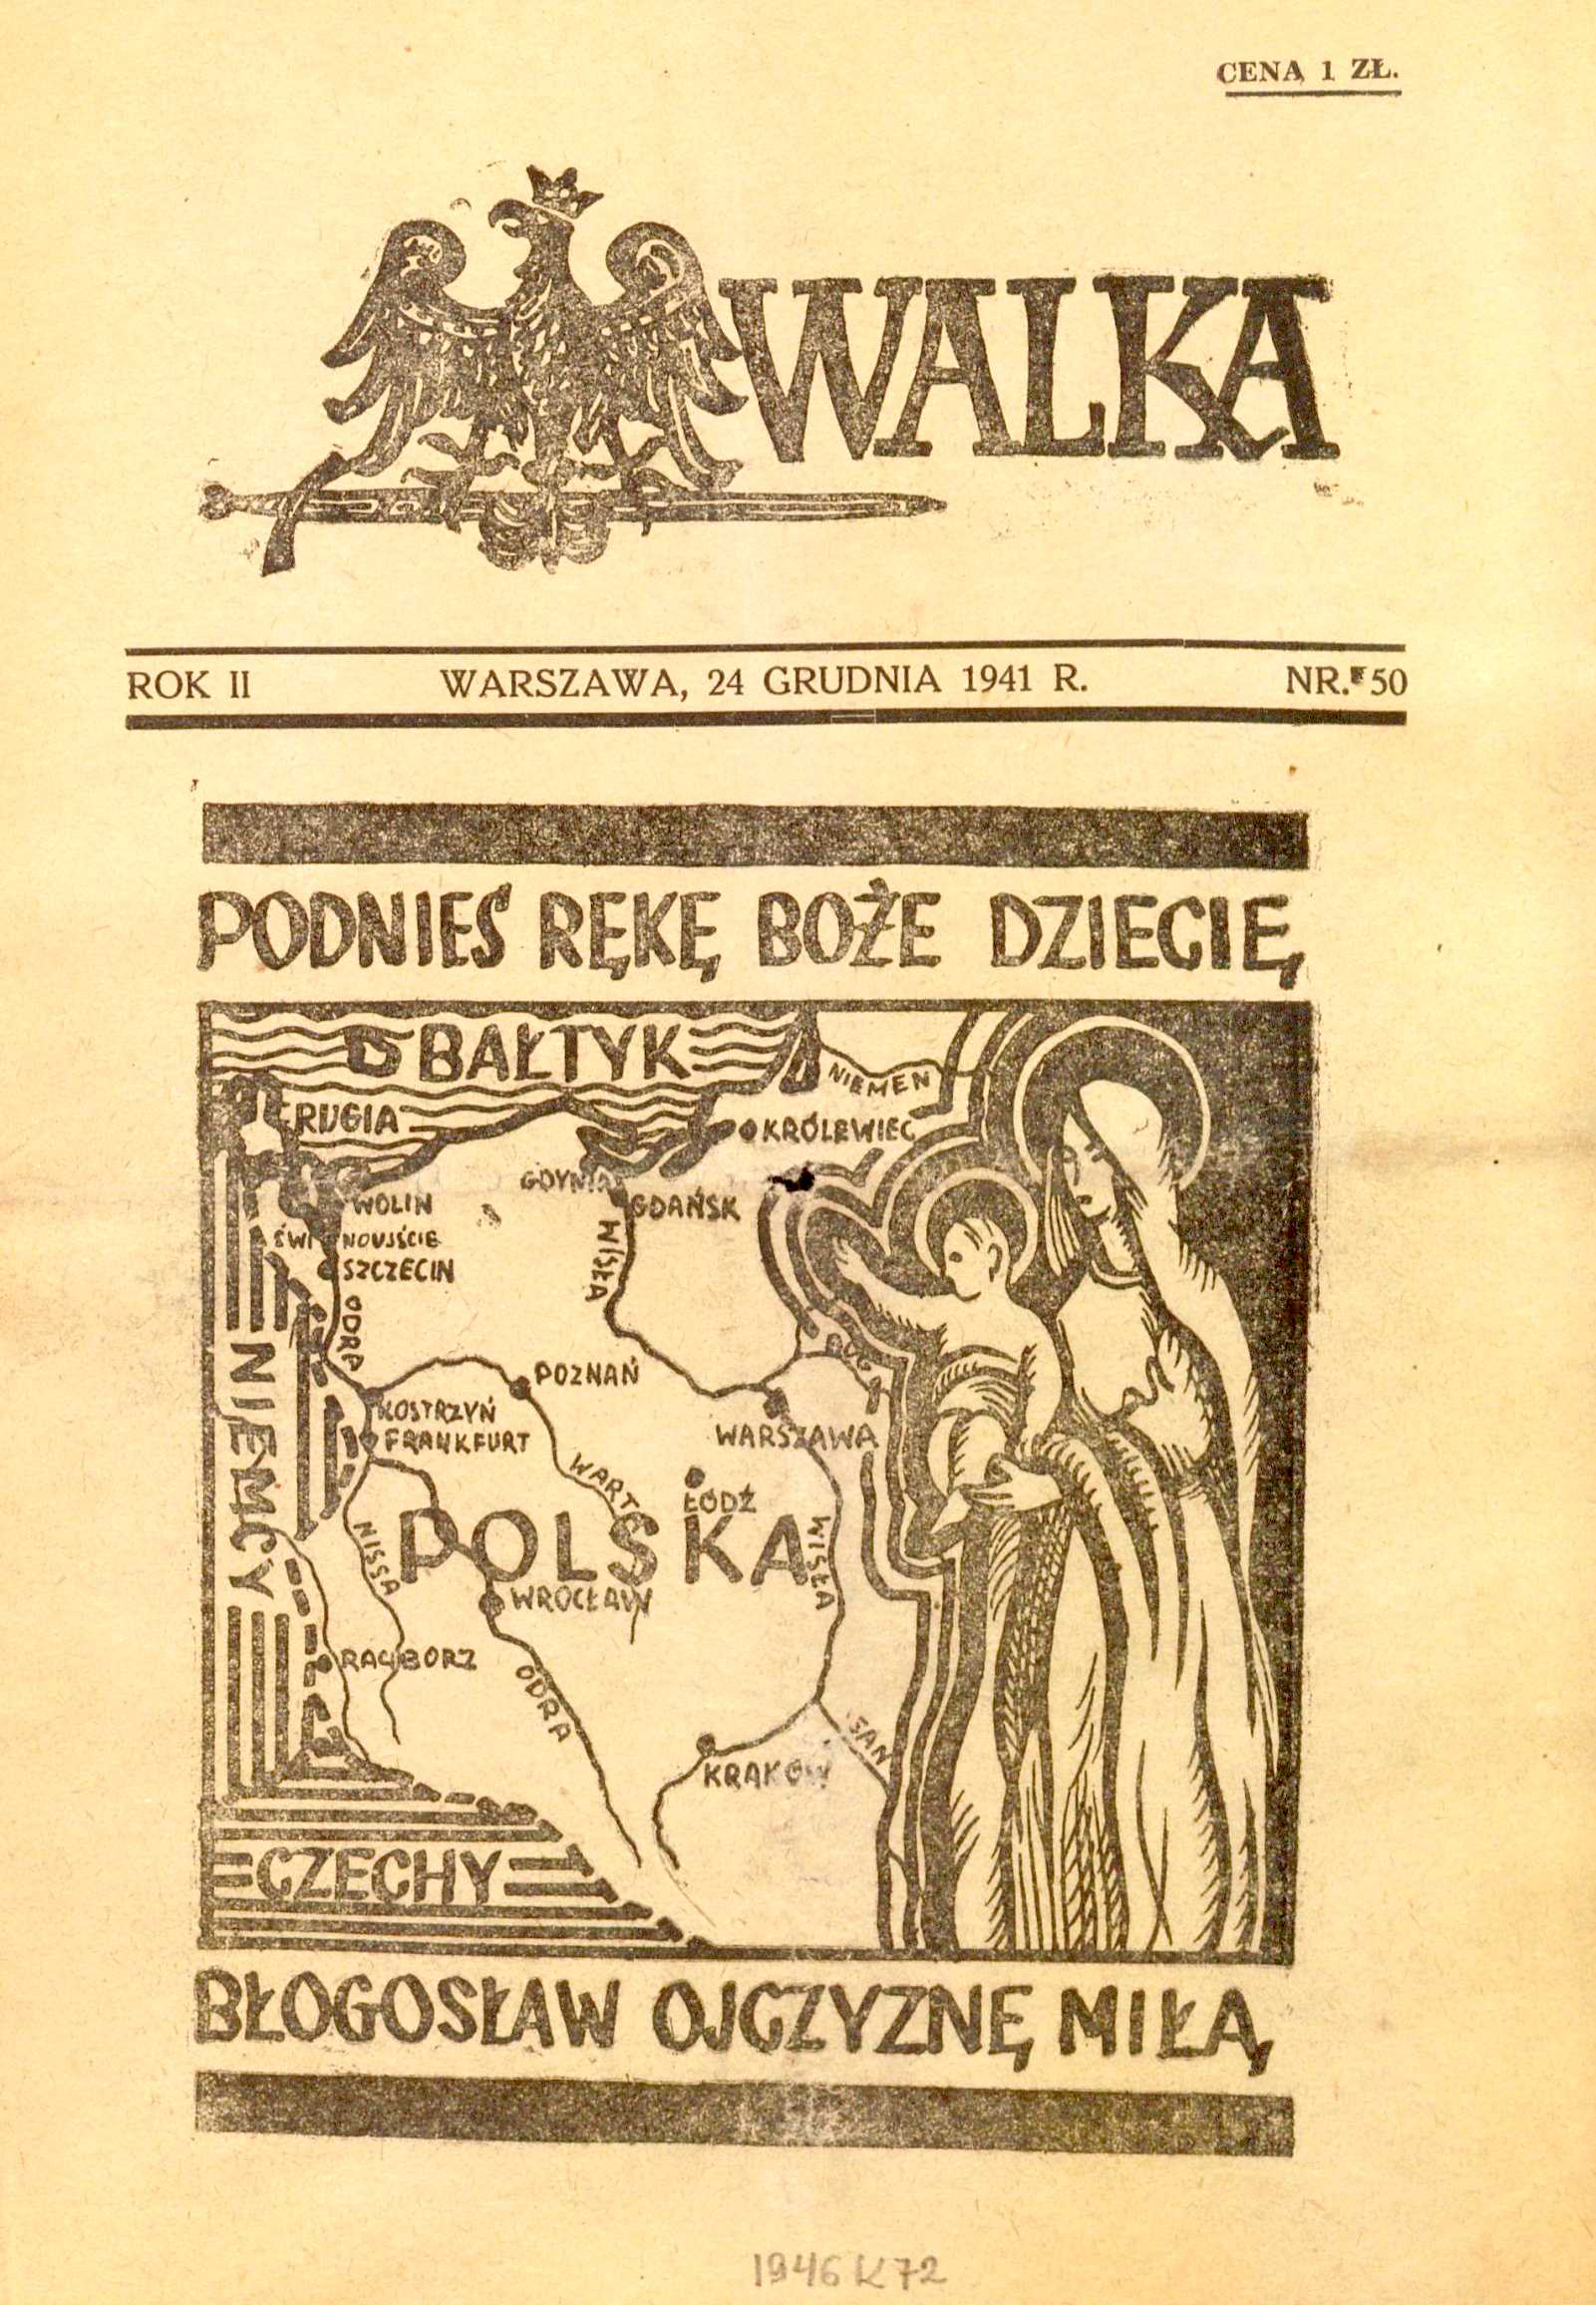 CENA 1 ZŁ.
WALKA
ROK II WARSZAWA, 24 GRUDNIA 1941 R. NR. 50
PODNIEŚ RĘKĘ BOŻE DZIECIĘ,
BAŁTYK
NIEMEN
RUGIA
KRÓLEWIEC
GDYNIA
WOLIN
GDAŃSK
ŚWINOUJŚCIE
WISŁA
SZCZECIN
ODRA
BUG
NIEMCY
POZNAŃ
KOSTRZYŃ
WARSZAWA
FRANKFURT
WARTA
ŁÓDŹ
NISSA
POLSKA
WISŁA
WROCŁAW
RACIBORZ
ODRA
SAN
KRAKÓW
CZECHY
BŁOGOSŁAW OJCZYZNĘ MIŁĄ,
1946 K 72